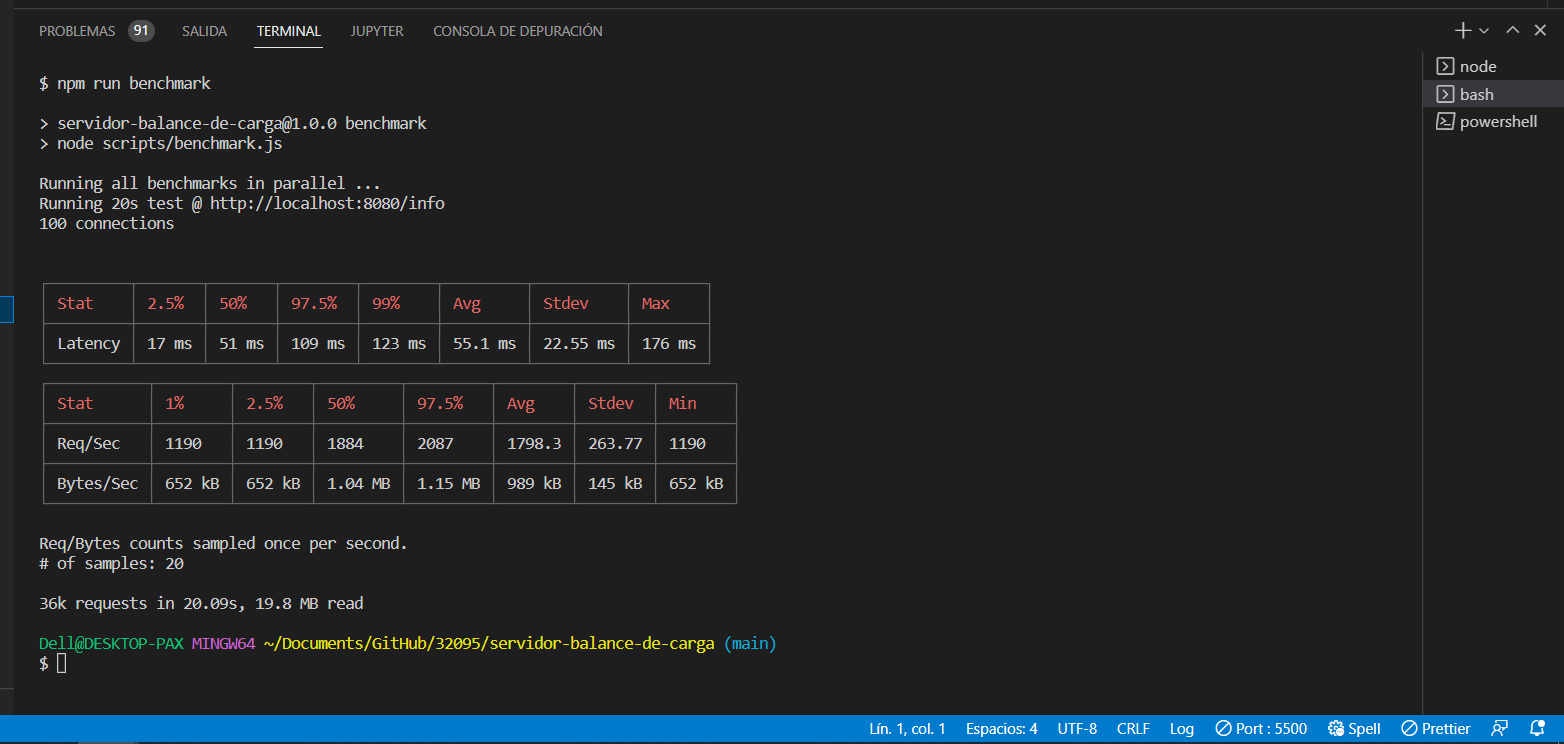 PROBLEMAS 91 SALIDA TERMINAL JUPYTER CONSOLA DE DEPURACIÓN
node
bash
powershell
$ npm run benchmark
> servidor-balance-de-carga@1.0.0 benchmark
> node scripts/benchmark.js
Running all benchmarks in parallel ...
Running 20s test @ http://localhost:8080/info
100 connections
Stat 2.5% 50% 97.5% 99% Avg Stdev Max
Latency 17 ms 51 ms 109 ms 123 ms 55.1 ms 22.55 ms 176 ms
Stat 1% 2.5% 50% 97.5% Avg Stdev Min
Req/Sec 1190 1190 1884 2087 1798.3 263.77 1190
Bytes/Sec 652 kB 652 kB 1.04 MB 1.15 MB 989 kB 145 kB 652 kB
Req/Bytes counts sampled once per second.
# of samples: 20
36k requests in 20.09s, 19.8 MB read
Dell@DESKTOP-PAX MINGW64 ~/Documents/GitHub/32095/servidor-balance-de-carga (main)
$
Lín. 1, col. 1 Espacios: 4 UTF-8 CRLF Log Port : 5500 Spell Prettier